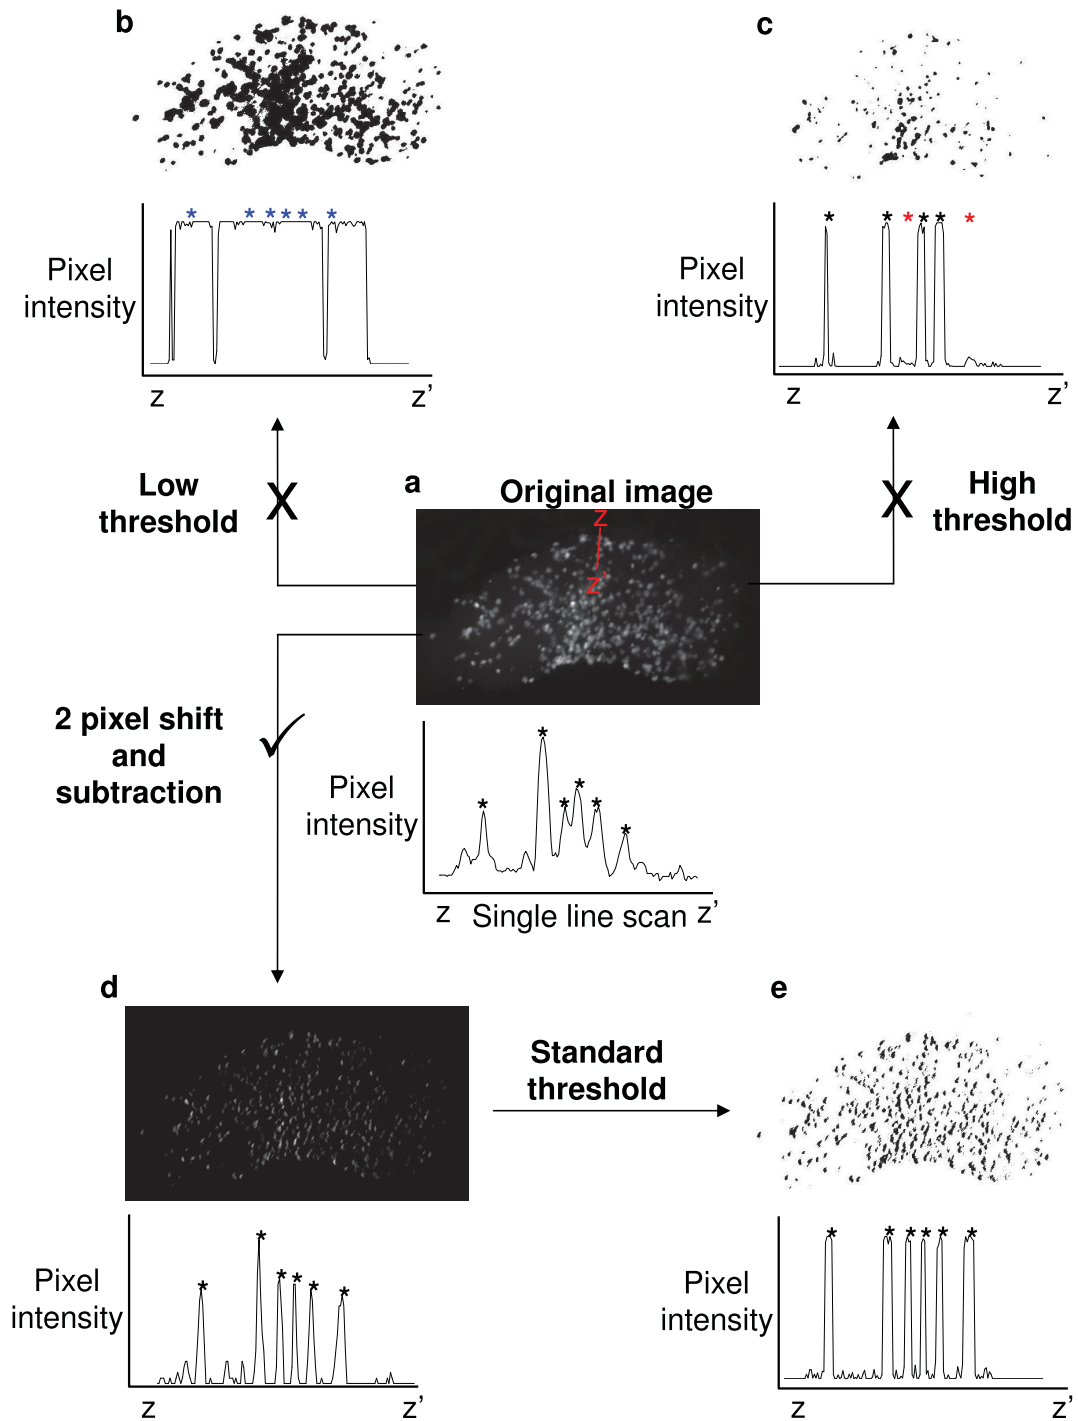 b
c
* * * * * *
* * * * * *
Pixel
intensity
Pixel
intensity
z z’
z z’
Low
threshold
X
a
Original image
X
High
threshold
z
z’
2 pixel shift
and
subtraction
* * * * * *
Pixel
intensity
z Single line scan z’
d
e
Standard
threshold
* * * * * *
* * * * * *
Pixel
intensity
Pixel
intensity
z z’
z z’